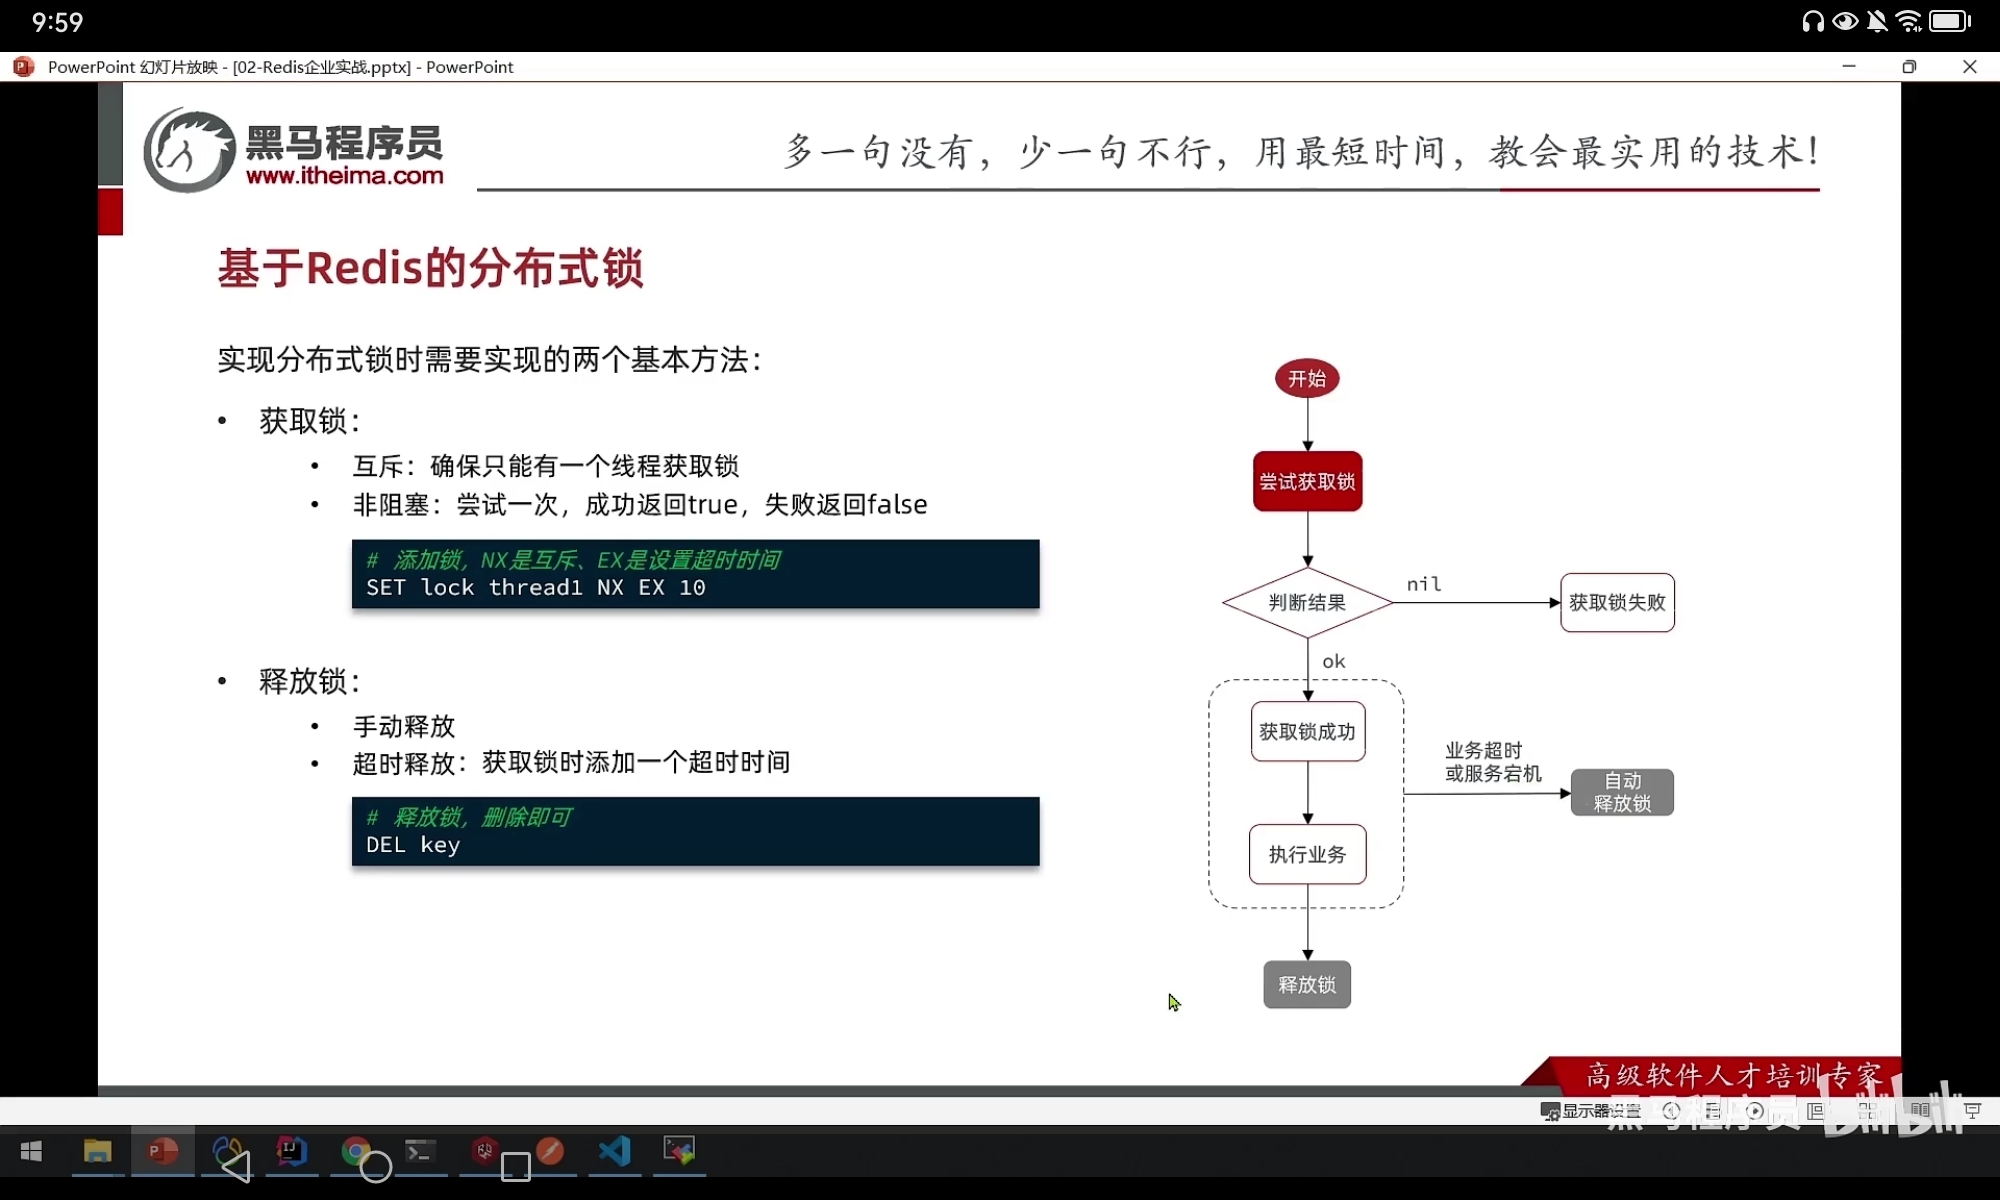 9:59
PowerPoint 幻灯片放映 - [02-Redis企业实战.pptx] - PowerPoint
黑马程序员
www.itheima.com
多一句没有，少一句不行，用最短时间，教会最实用的技术！
基于Redis的分布式锁
实现分布式锁时需要实现的两个基本方法：
• 获取锁：
• 互斥：确保只能有一个线程获取锁
• 非阻塞：尝试一次，成功返回true，失败返回false
# 添加锁，NX是互斥、EX是设置超时时间
SET lock thread1 NX EX 10
• 释放锁：
• 手动释放
• 超时释放：获取锁时添加一个超时时间
# 释放锁，删除即可
DEL key
开始
尝试获取锁
判断结果
nil
获取锁失败
ok
获取锁成功
执行业务
业务超时
或服务宕机
自动
释放锁
释放锁
高级软件人才培训专家
显示器设置
黑马程序员 bilibili